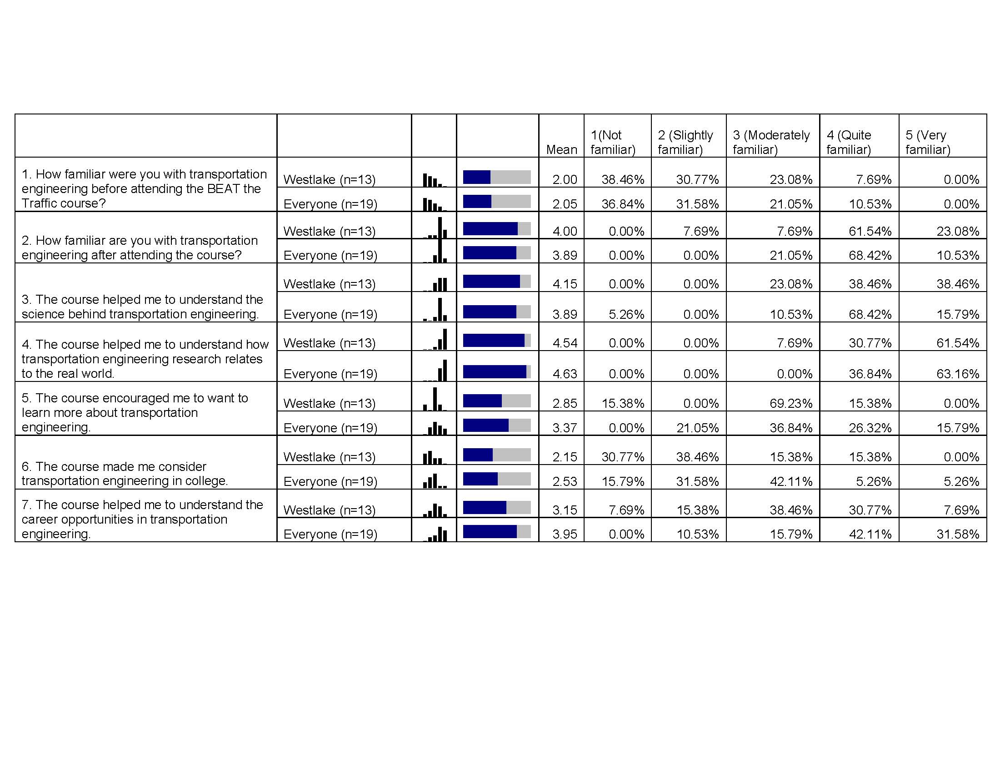 Mean 1(Not familiar) 2 (Slightly familiar) 3 (Moderately familiar) 4 (Quite familiar) 5 (Very familiar)
1. How familiar were you with transportation
engineering before attending the BEAT the
Traffic course?
Westlake (n=13) 2.00 38.46% 30.77% 23.08% 7.69% 0.00%
Everyone (n=19) 2.05 36.84% 31.58% 21.05% 10.53% 0.00%
2. How familiar are you with transportation
engineering after attending the course?
Westlake (n=13) 4.00 0.00% 7.69% 7.69% 61.54% 23.08%
Everyone (n=19) 3.89 0.00% 0.00% 21.05% 68.42% 10.53%
3. The course helped me to understand the
science behind transportation engineering.
Westlake (n=13) 4.15 0.00% 0.00% 23.08% 38.46% 38.46%
Everyone (n=19) 3.89 5.26% 0.00% 10.53% 68.42% 15.79%
4. The course helped me to understand how
transportation engineering research relates
to the real world.
Westlake (n=13) 4.54 0.00% 0.00% 7.69% 30.77% 61.54%
Everyone (n=19) 4.63 0.00% 0.00% 0.00% 36.84% 63.16%
5. The course encouraged me to want to
learn more about transportation
engineering.
Westlake (n=13) 2.85 15.38% 0.00% 69.23% 15.38% 0.00%
Everyone (n=19) 3.37 0.00% 21.05% 36.84% 26.32% 15.79%
6. The course made me consider
transportation engineering in college.
Westlake (n=13) 2.15 30.77% 38.46% 15.38% 15.38% 0.00%
Everyone (n=19) 2.53 15.79% 31.58% 42.11% 5.26% 5.26%
7. The course helped me to understand the
career opportunities in transportation
engineering.
Westlake (n=13) 3.15 7.69% 15.38% 38.46% 30.77% 7.69%
Everyone (n=19) 3.95 0.00% 10.53% 15.79% 42.11% 31.58%